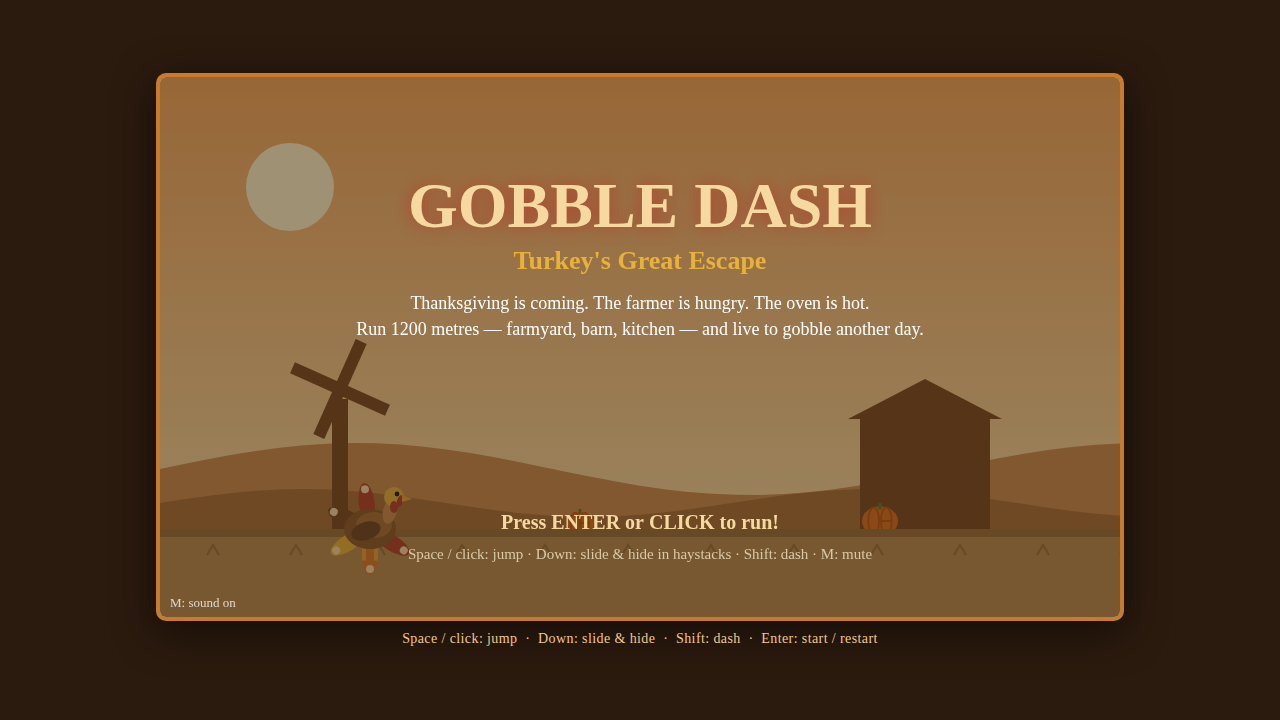 GOBBLE DASH
Turkey's Great Escape
Thanksgiving is coming. The farmer is hungry. The oven is hot.
Run 1200 metres — farmyard, barn, kitchen — and live to gobble another day.
Press ENTER or CLICK to run!
Space / click: jump · Down: slide & hide in haystacks · Shift: dash · M: mute
M: sound on
Space / click: jump · Down: slide & hide · Shift: dash · Enter: start / restart